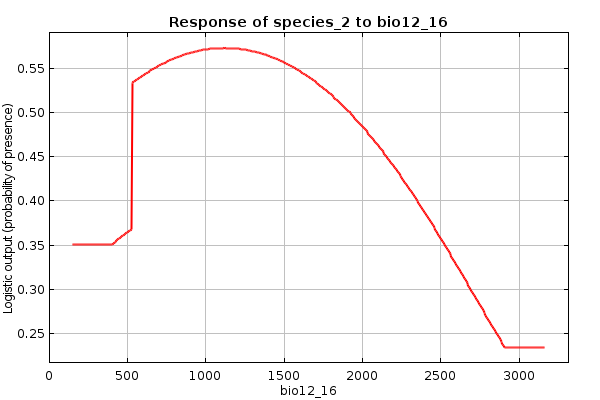 Response of species_2 to bio12_16
Logistic output (probability of presence)
0.55
0.50
0.45
0.40
0.35
0.30
0.25
0 500 1000 1500 2000 2500 3000
bio12_16